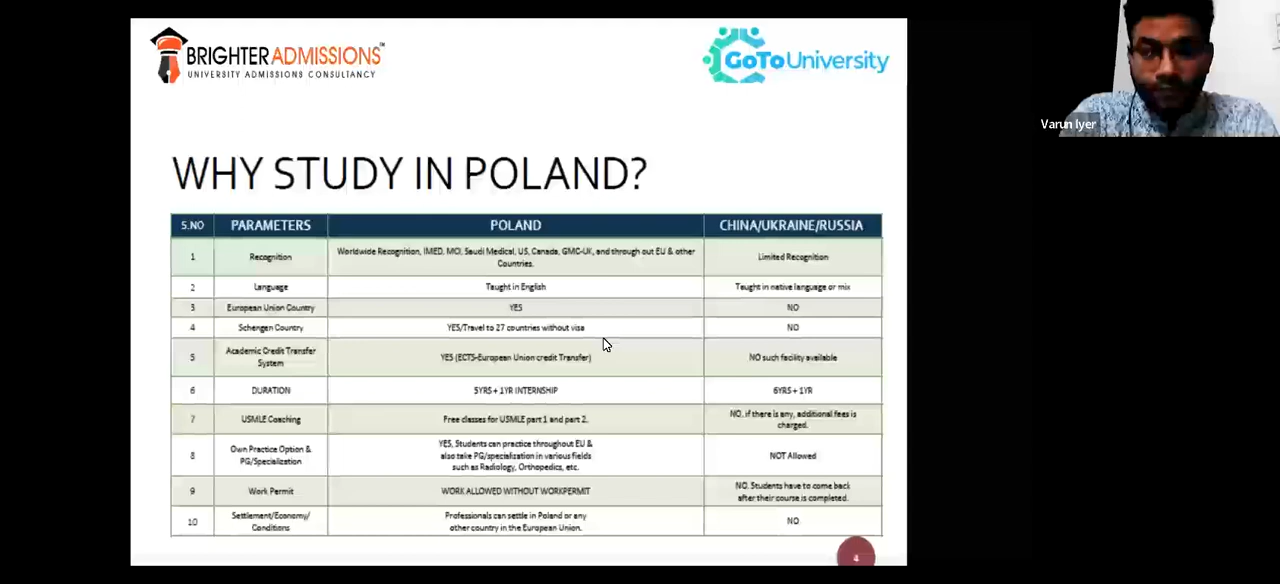 BRIGHTER ADMISSIONS™
UNIVERSITY ADMISSIONS CONSULTANCY
GoToUniversity
Varun Iyer
WHY STUDY IN POLAND?
S.NO PARAMETERS POLAND CHINA/UKRAINE/RUSSIA
1 Recognition Worldwide Recognition, IMED, MCI, Saudi Medical, US, Canada, GMC-UK, and through out EU & other
Countries. Limited Recognition
2 Language Taught in English Taught in native language or mix
3 European Union Country YES NO
4 Schengen Country YES/Travel to 27 countries without visa NO
5 Academic Credit Transfer
System YES (ECTS-European Union credit Transfer) NO such facility available
6 DURATION 5YRS + 1YR INTERNSHIP 6YRS + 1YR
7 USMLE Coaching Free classes for USMLE part 1 and part 2. NO, if there is any, additional fees is
charged.
8 Own Practice Option &
PG/Specialization YES, Students can practice throughout EU &
also take PG/specialization in various fields
such as Radiology, Orthopedics, etc. NOT Allowed
9 Work Permit WORK ALLOWED WITHOUT WORKPERMIT NO. Students have to come back
after their course is completed.
10 Settlement/Economy/
Conditions Professionals can settle in Poland or any
other country in the European Union. NO
4